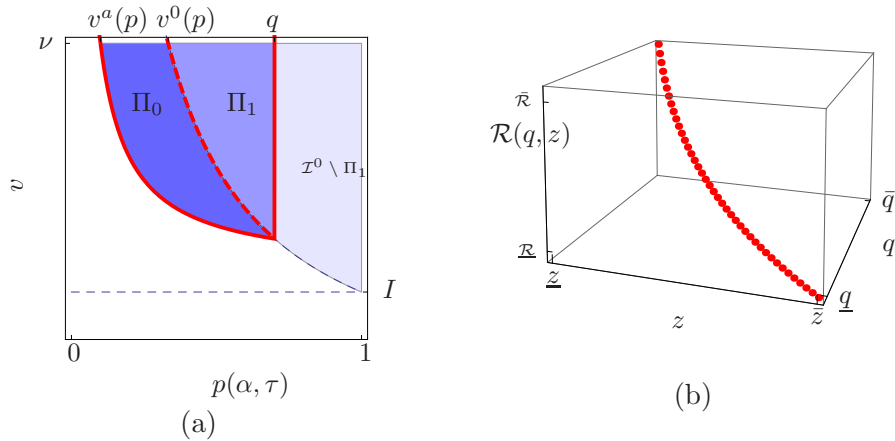 v^a(p) v^0(p) q
ν
Π_0 Π_1
𝓘^0 \ Π_1
v
I
0 1
p(α, τ)
(a)
𝓡̄
𝓡(q, z)
q̄
q
𝓡̲
z̲
q̲
z̄
z
(b)